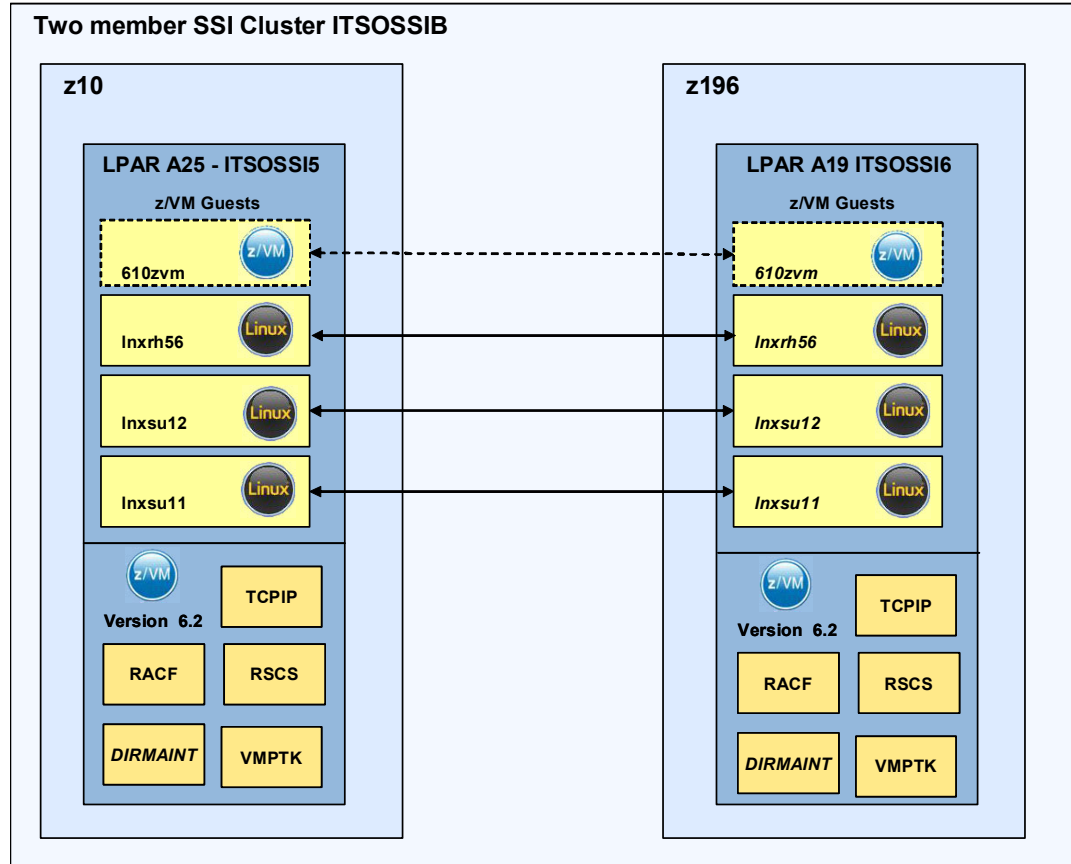 Two member SSI Cluster ITSOSSIB
z10
LPAR A25 - ITSOSSI5
z/VM Guests
610zvm
z/VM
lnxrh56
Linux
lnxsu12
Linux
lnxsu11
Linux
z/VM
Version 6.2
TCPIP
RACF
RSCS
DIRMAINT
VMPTK
z196
LPAR A19 ITSOSSI6
z/VM Guests
610zvm
z/VM
lnxrh56
Linux
lnxsu12
Linux
lnxsu11
Linux
z/VM
Version 6.2
TCPIP
RACF
RSCS
DIRMAINT
VMPTK